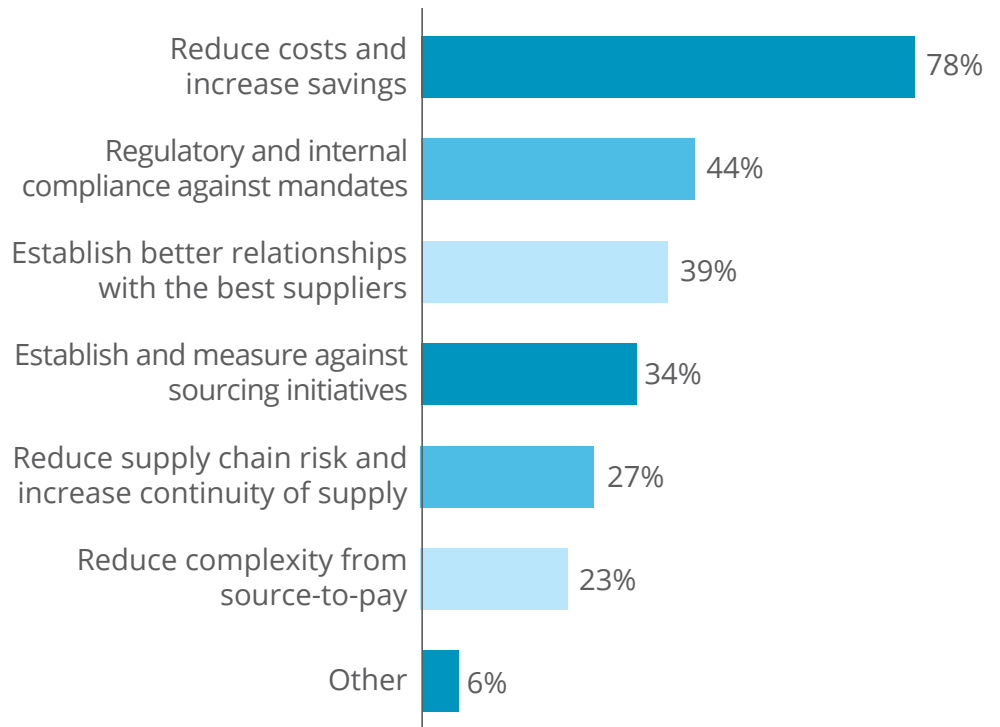 Reduce costs and
increase savings
78%
Regulatory and internal
compliance against mandates
44%
Establish better relationships
with the best suppliers
39%
Establish and measure against
sourcing initiatives
34%
Reduce supply chain risk and
increase continuity of supply
27%
Reduce complexity from
source-to-pay
23%
Other
6%